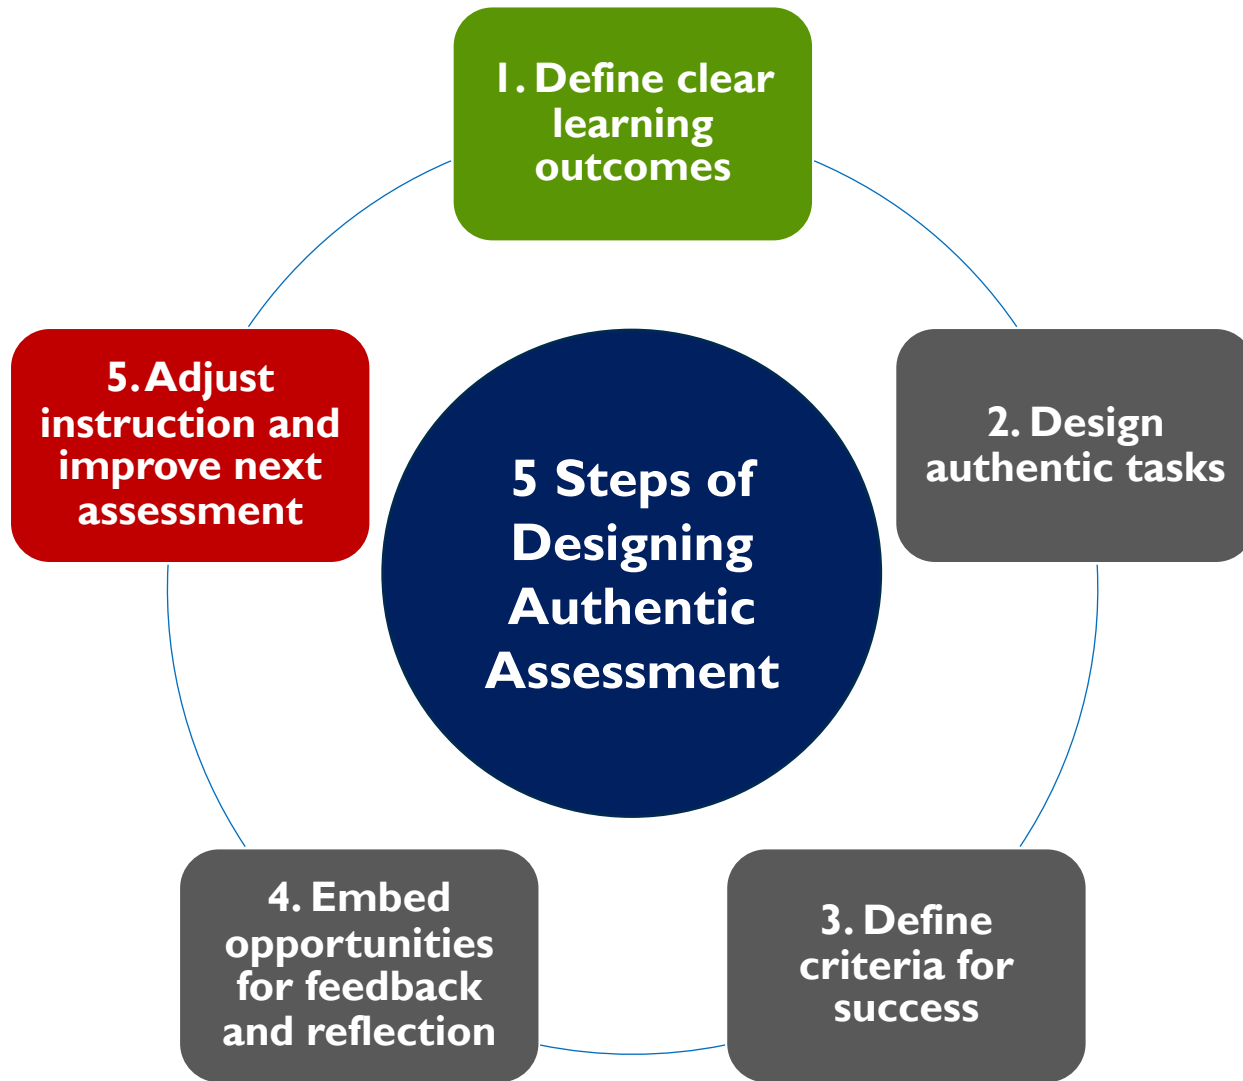 1. Define clear
learning
outcomes
2. Design
authentic tasks
3. Define
criteria for
success
4. Embed
opportunities
for feedback
and reflection
5. Adjust
instruction and
improve next
assessment
5 Steps of
Designing
Authentic
Assessment